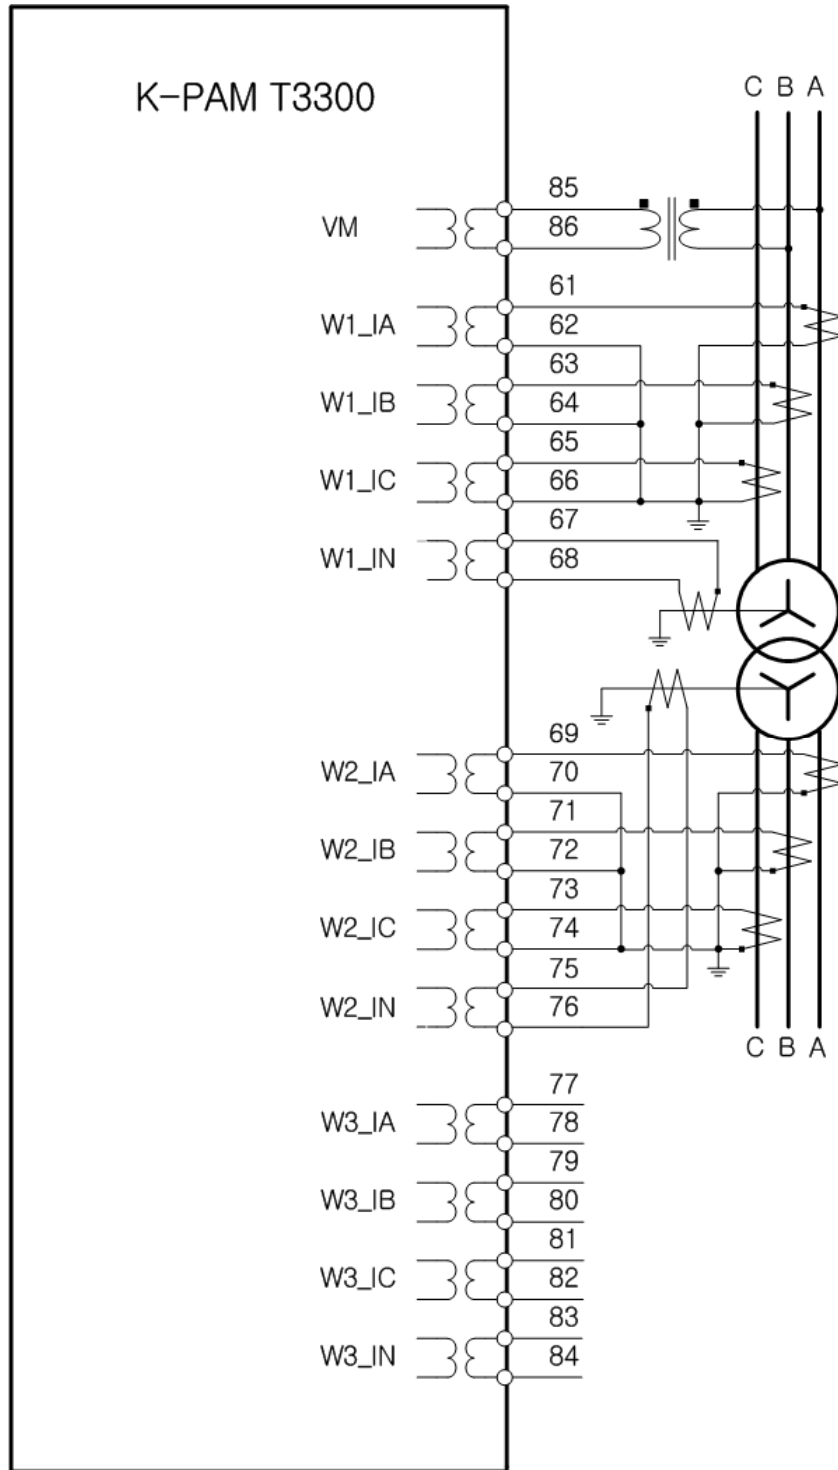 K-PAM T3300
C B A
85
VM
86
61
W1_IA
62
63
W1_IB
64
65
W1_IC
66
67
W1_IN
68
69
W2_IA
70
71
W2_IB
72
73
W2_IC
74
75
W2_IN
76
C B A
77
W3_IA
78
79
W3_IB
80
81
W3_IC
82
83
W3_IN
84